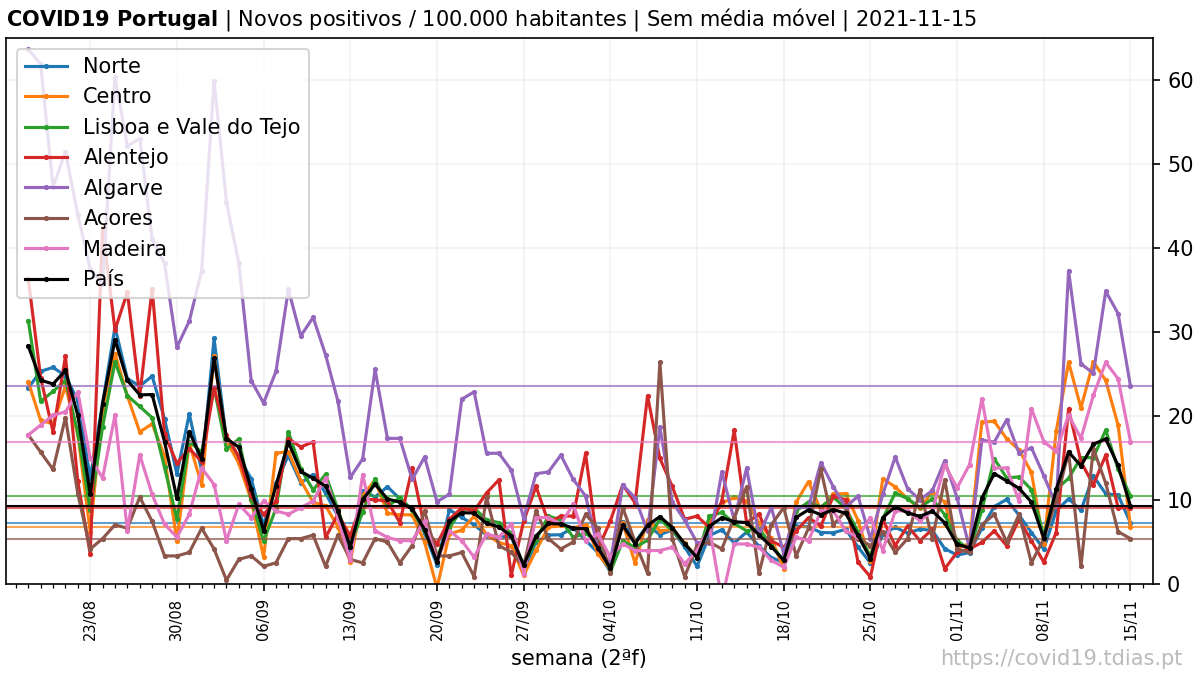 COVID19 Portugal | Novos positivos / 100.000 habitantes | Sem média móvel | 2021-11-15
Norte
Centro
Lisboa e Vale do Tejo
Alentejo
Algarve
Açores
Madeira
País
60
50
40
30
20
10
0
23/08
30/08
06/09
13/09
20/09
27/09
04/10
11/10
18/10
25/10
01/11
08/11
15/11
semana (2ªf)
https://covid19.tdias.pt